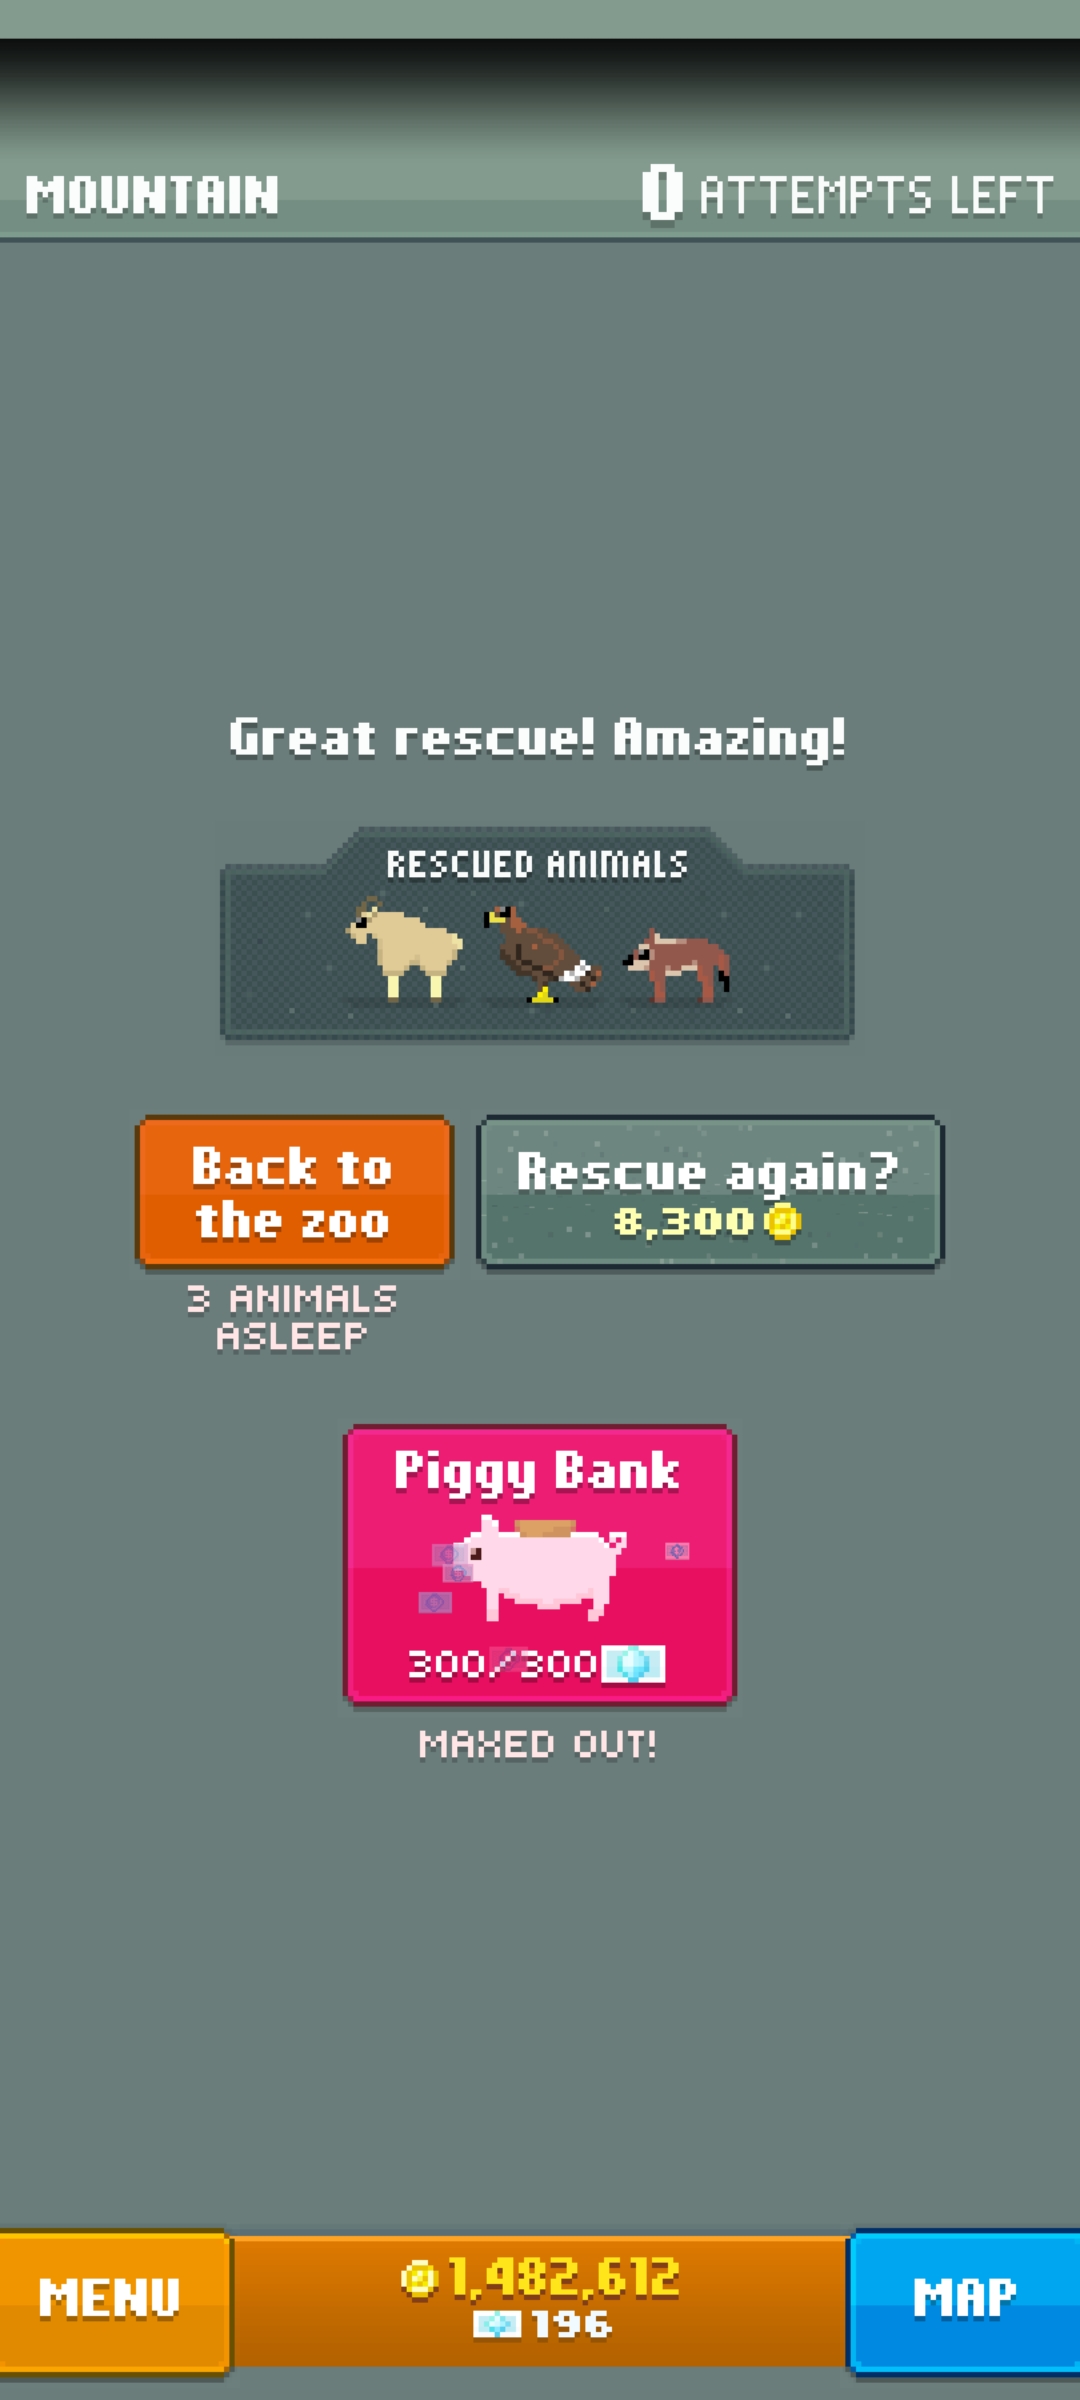 MOUNTAIN
0 ATTEMPTS LEFT
Great rescue! Amazing!
RESCUED ANIMALS
Back to
the zoo
Rescue again?
8,300
3 ANIMALS
ASLEEP
Piggy Bank
300/300
MAXED OUT!
MENU
1,482,612
196
MAP